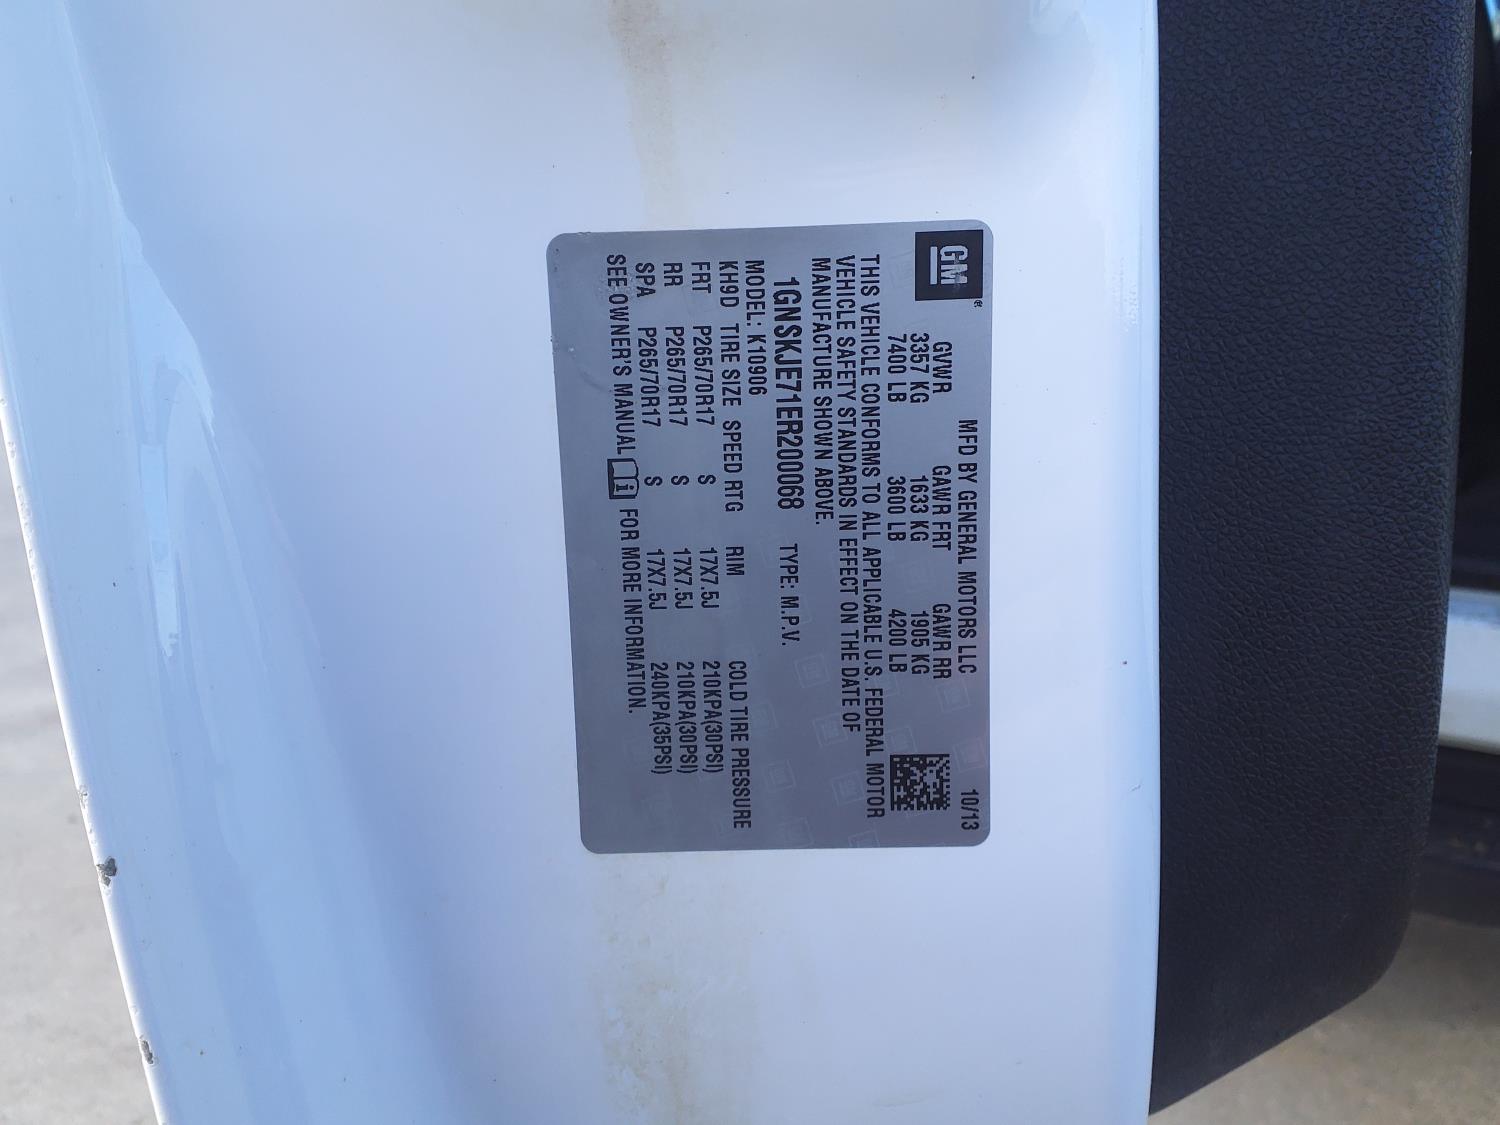 GM
MFD BY GENERAL MOTORS LLC 10/13
GVWR GAWR FRT GAWR RR
3357 KG 1633 KG 1905 KG
7400 LB 3600 LB 4200 LB
THIS VEHICLE CONFORMS TO ALL APPLICABLE U.S. FEDERAL MOTOR
VEHICLE SAFETY STANDARDS IN EFFECT ON THE DATE OF
MANUFACTURE SHOWN ABOVE.
1GNSKJE71ER200068 TYPE: M.P.V.
MODEL: K10906
KH9D TIRE SIZE SPEED RTG RIM COLD TIRE PRESSURE
FRT P265/70R17 S 17X7.5J 210KPA(30PSI)
RR P265/70R17 S 17X7.5J 210KPA(30PSI)
SPA P265/70R17 S 17X7.5J 240KPA(35PSI)
SEE OWNER'S MANUAL i FOR MORE INFORMATION.